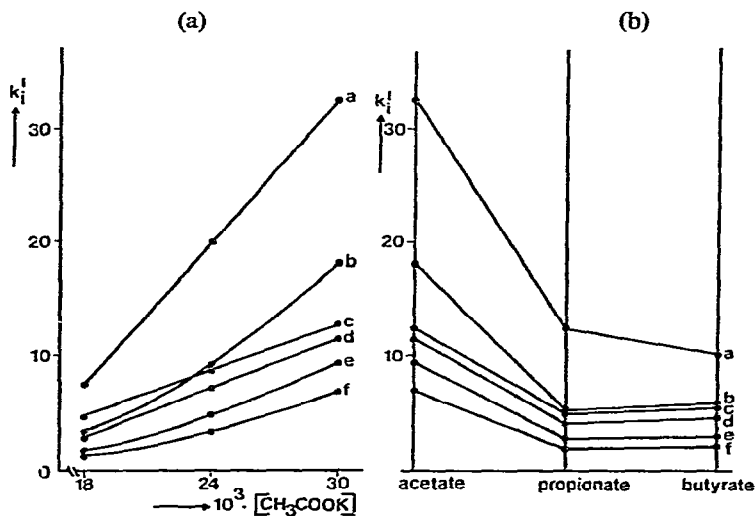 (a)
(b)
k'i
30
20
10
0
18
24
30
a
b
c
d
e
f
10³· [CH₃COOK]
k'i
30
20
10
a
b
c
d
e
f
acetate
propionate
butyrate